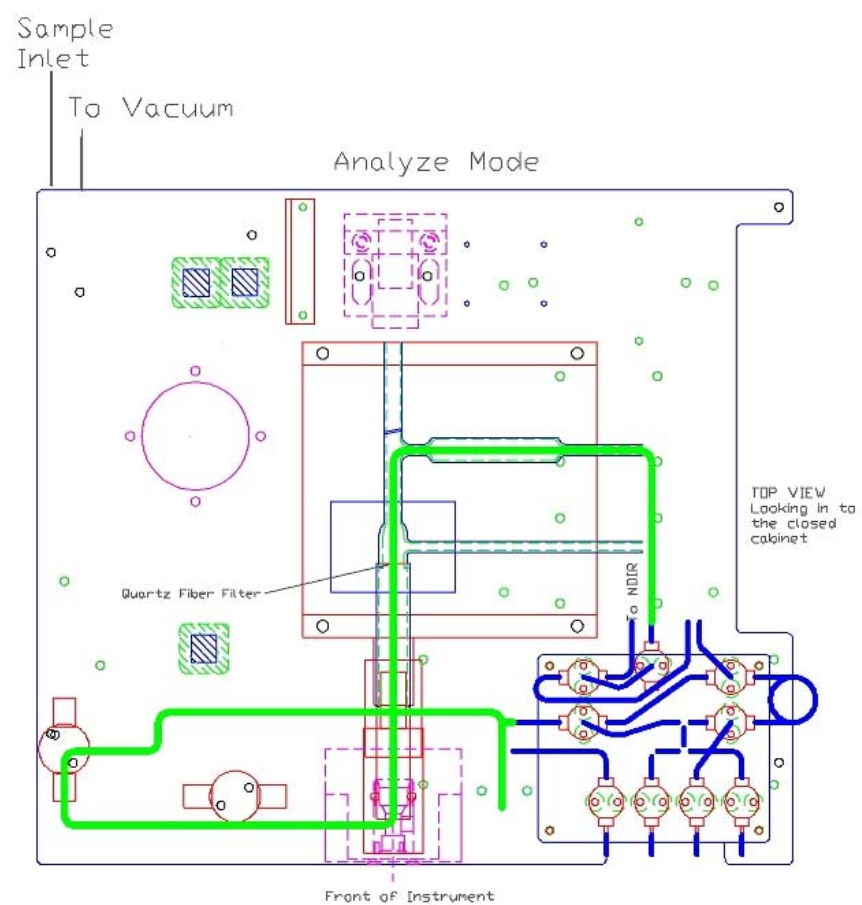 Sample
Inlet
To Vacuum
Analyze Mode
TOP VIEW
Looking in to
the closed
cabinet
Quartz Fiber Filter
To NDIR
Front of Instrument